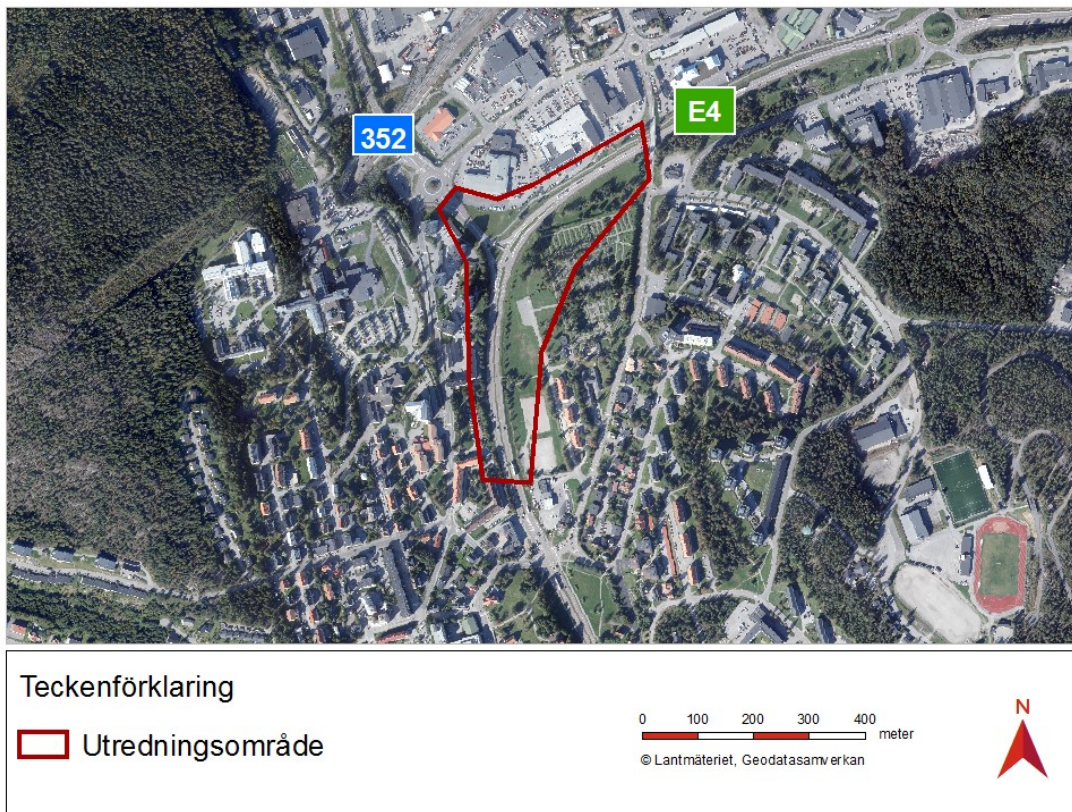 352
E4
Teckenförklaring
Utredningsområde
0 100 200 300 400
meter
© Lantmäteriet, Geodatasamverkan
N